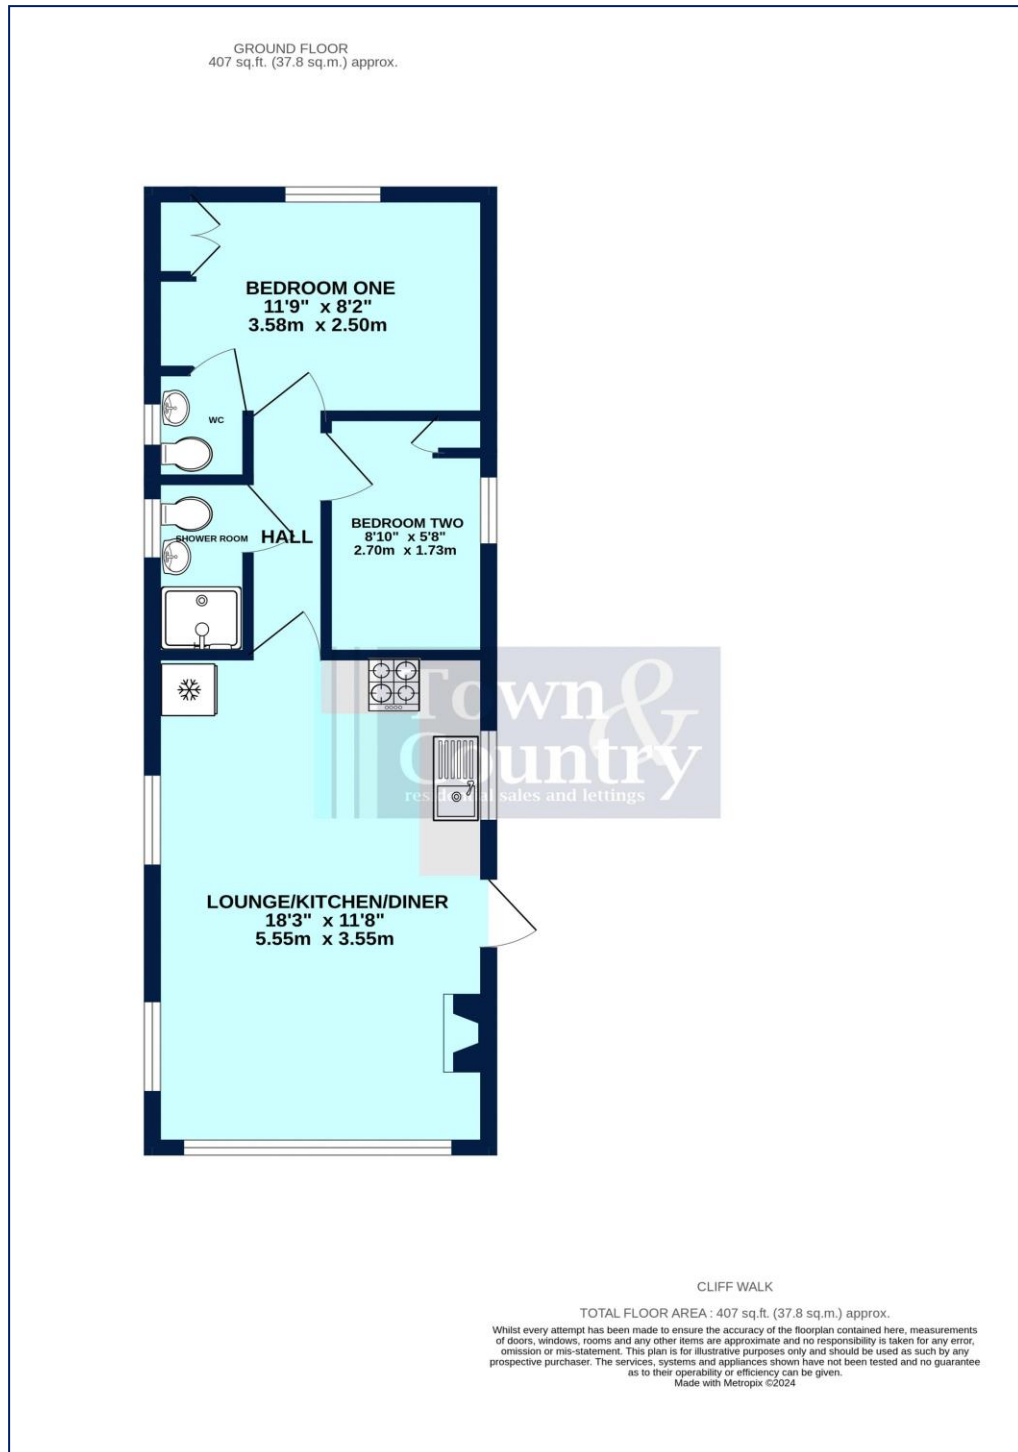 GROUND FLOOR
407 sq.ft. (37.8 sq.m.) approx.
BEDROOM ONE
11'9" x 8'2"
3.58m x 2.50m
WC
BEDROOM TWO
8'10" x 5'8"
2.70m x 1.73m
SHOWER ROOM
HALL
Town &
Country
residential sales and lettings
LOUNGE/KITCHEN/DINER
18'3" x 11'8"
5.55m x 3.55m
CLIFF WALK
TOTAL FLOOR AREA : 407 sq.ft. (37.8 sq.m.) approx.
Whilst every attempt has been made to ensure the accuracy of the floorplan contained here, measurements
of doors, windows, rooms and any other items are approximate and no responsibility is taken for any error,
omission or mis-statement. This plan is for illustrative purposes only and should be used as such by any
prospective purchaser. The services, systems and appliances shown have not been tested and no guarantee
as to their operability or efficiency can be given.
Made with Metropix ©2024